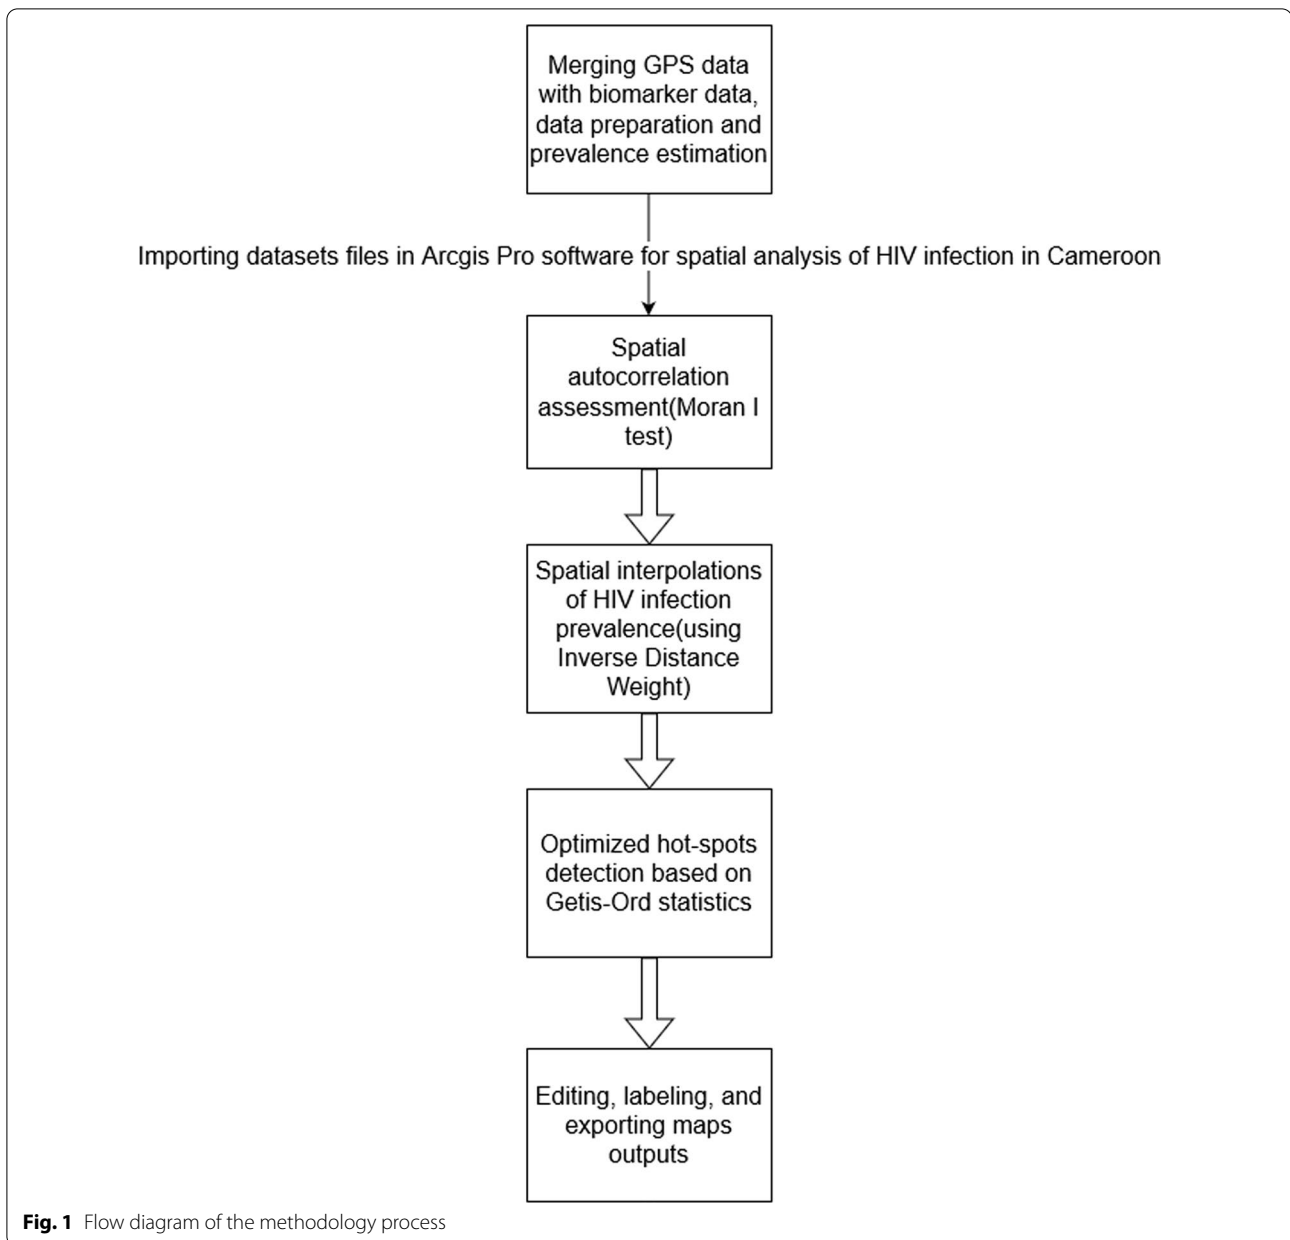 Merging GPS data
with biomarker data,
data preparation and
prevalence estimation
Importing datasets files in Arcgis Pro software for spatial analysis of HIV infection in Cameroon
Spatial
autocorrelation
assessment(Moran I
test)
Spatial interpolations
of HIV infection
prevalence(using
Inverse Distance
Weight)
Optimized hot-spots
detection based on
Getis-Ord statistics
Editing, labeling, and
exporting maps
outputs
Fig. 1 Flow diagram of the methodology process